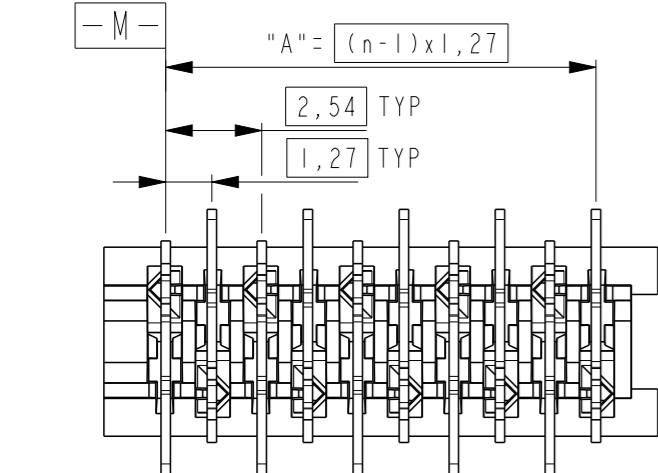 -M-
"A"= (n-1)x1,27
2,54 TYP
1,27 TYP